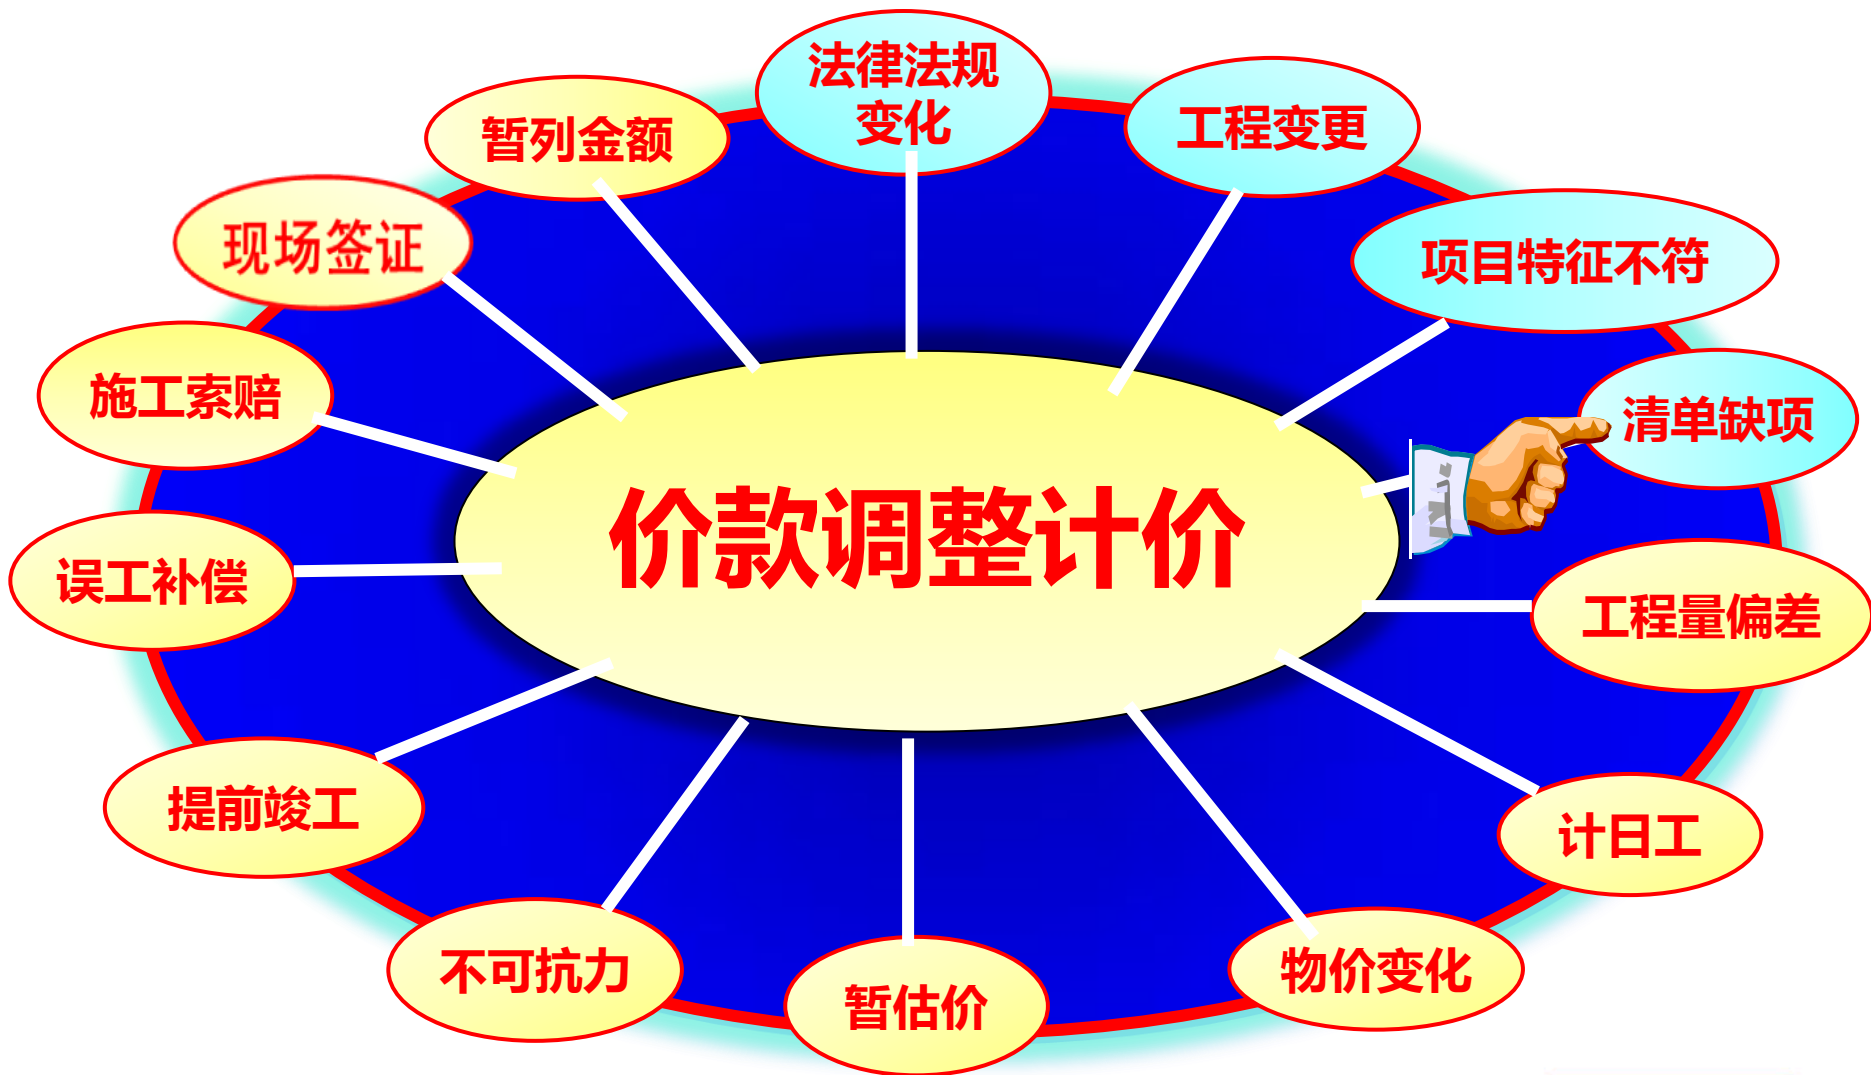 法律法规
变化
工程变更
项目特征不符
清单缺项
工程量偏差
计日工
物价变化
暂估价
不可抗力
提前竣工
误工补偿
施工索赔
现场签证
暂列金额
价款调整计价